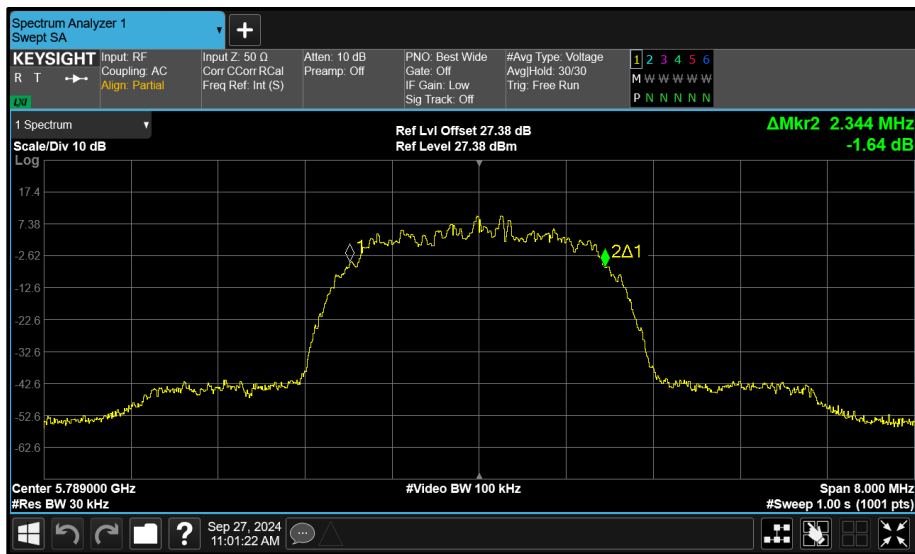 Spectrum Analyzer 1
Swept SA
+
KEYSIGHT
R T
LXI
Input: RF
Coupling: AC
Align: Partial
Input Z: 50 Ω
Corr CCorr RCal
Freq Ref: Int (S)
Atten: 10 dB
Preamp: Off
PNO: Best Wide
Gate: Off
IF Gain: Low
Sig Track: Off
#Avg Type: Voltage
Avg|Hold: 30/30
Trig: Free Run
1 2 3 4 5 6
M W W W W W
P N N N N N
1 Spectrum
Scale/Div 10 dB
Ref Lvl Offset 27.38 dB
Ref Level 27.38 dBm
ΔMkr2 2.344 MHz
-1.64 dB
Log
17.4
7.38
-2.62
-12.6
-22.6
-32.6
-42.6
-52.6
-62.6
1
2Δ1
Center 5.789000 GHz
#Res BW 30 kHz
#Video BW 100 kHz
Span 8.000 MHz
#Sweep 1.00 s (1001 pts)
?
Sep 27, 2024
11:01:22 AM